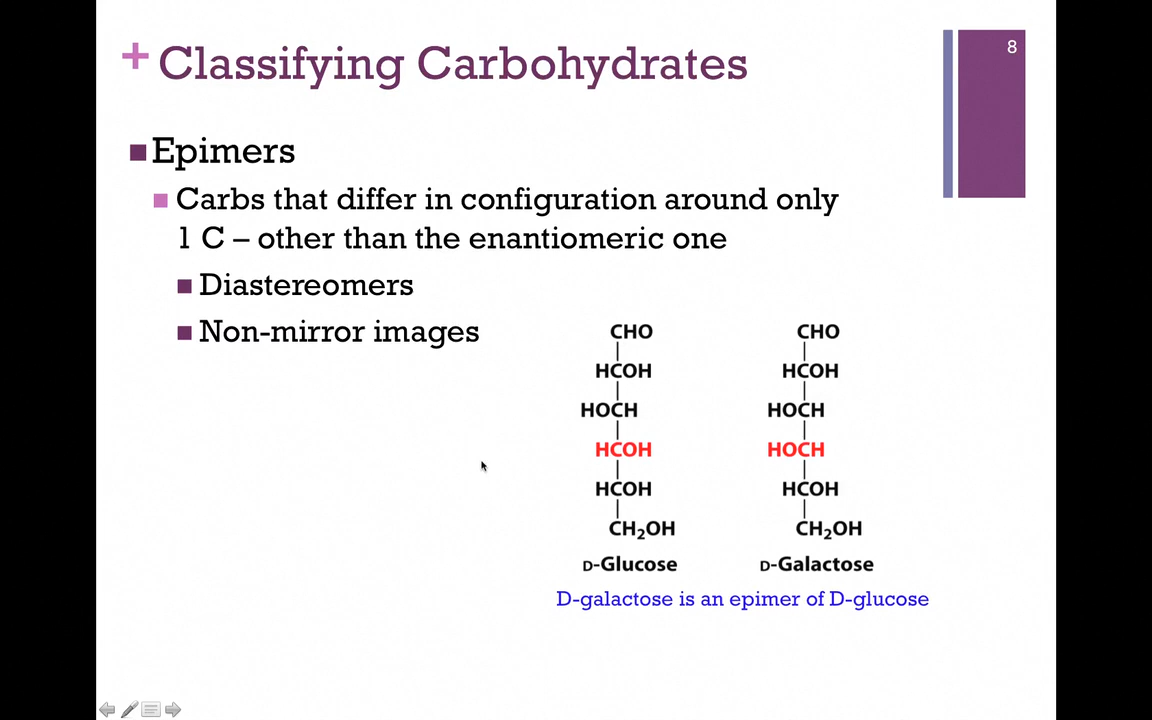 8
+ Classifying Carbohydrates
Epimers
Carbs that differ in configuration around only
1 C – other than the enantiomeric one
Diastereomers
Non-mirror images
CHO
HCOH
HOCH
HCOH
HCOH
CH₂OH
D-Glucose
CHO
HCOH
HOCH
HOCH
HCOH
CH₂OH
D-Galactose
D-galactose is an epimer of D-glucose